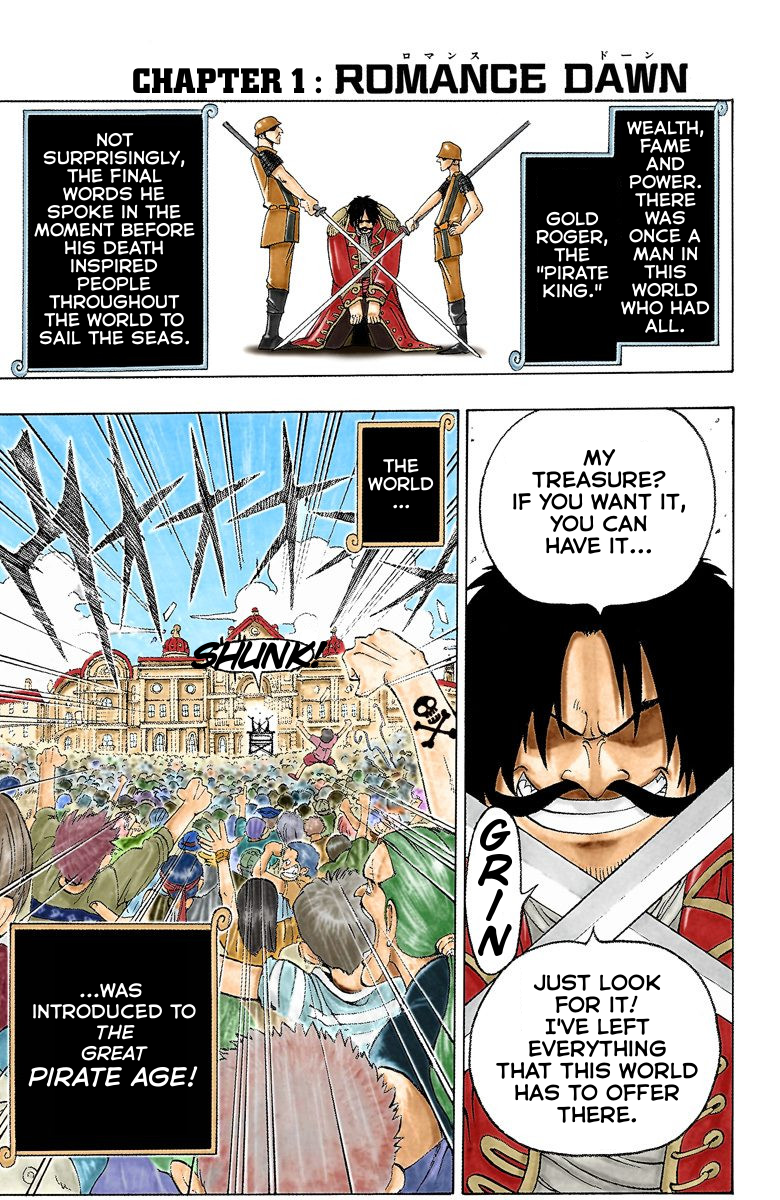 ロマンス ドーン
CHAPTER 1 : ROMANCE DAWN
WEALTH,
FAME
AND
POWER.
THERE
WAS
ONCE A
MAN IN
THIS
WORLD
WHO HAD
ALL.
GOLD
ROGER,
THE
"PIRATE
KING."
NOT
SURPRISINGLY,
THE FINAL
WORDS HE
SPOKE IN THE
MOMENT BEFORE
HIS DEATH
INSPIRED
PEOPLE
THROUGHOUT
THE WORLD TO
SAIL THE SEAS.
MY
TREASURE?
IF YOU WANT IT,
YOU CAN
HAVE IT...
GRIN
JUST LOOK
FOR IT!
I'VE LEFT
EVERYTHING
THAT THIS WORLD
HAS TO OFFER
THERE.
THE
WORLD
...
SHUNK!
...WAS
INTRODUCED TO
THE
GREAT
PIRATE AGE!